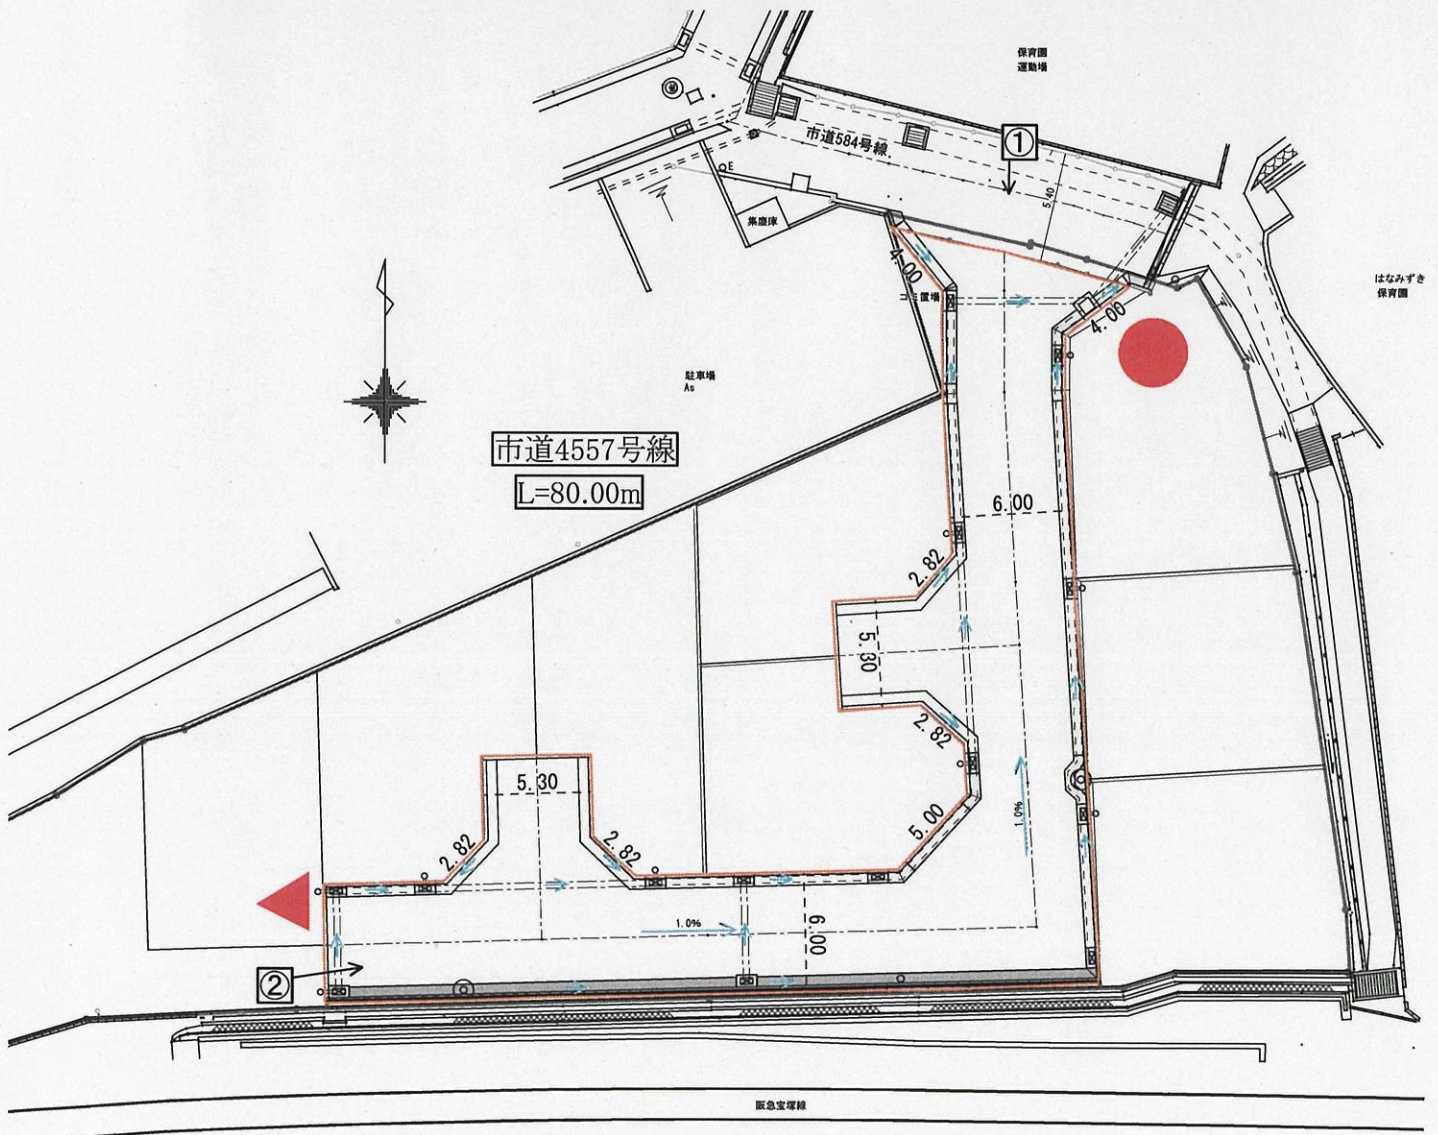 保育園
運動場
①
市道584号線
5.40
E
集塵庫
はなみずき
保育園
4.00
ゴミ置場
4.00
駐車場
As
市道4557号線
L=80.00m
6.00
2.82
5.30
2.82
5.30
5.00
1.0%
2.82
2.82
1.0%
6.00
②
阪急宝塚線